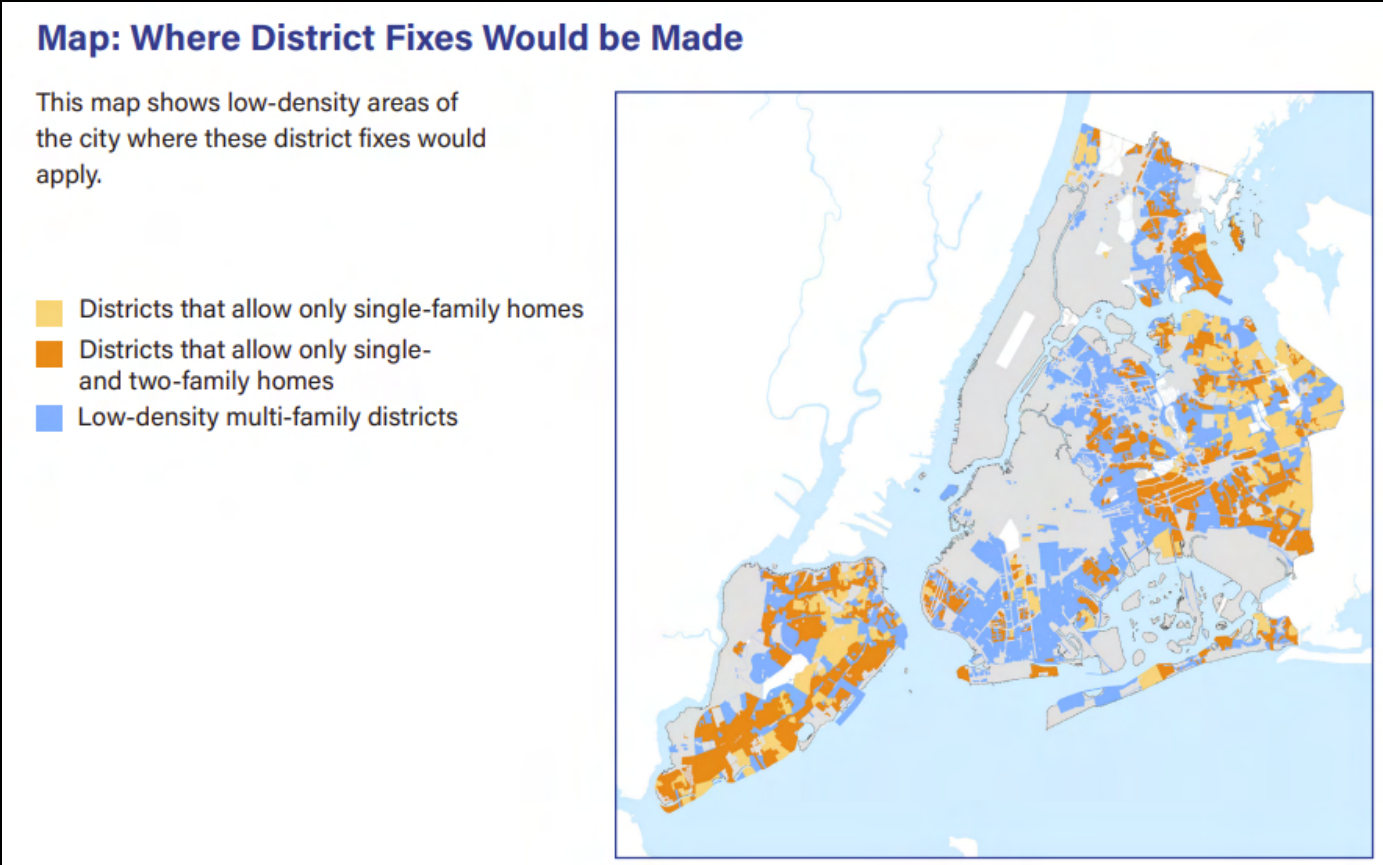 Map: Where District Fixes Would be Made
This map shows low-density areas of
the city where these district fixes would
apply.
Districts that allow only single-family homes
Districts that allow only single-
and two-family homes
Low-density multi-family districts